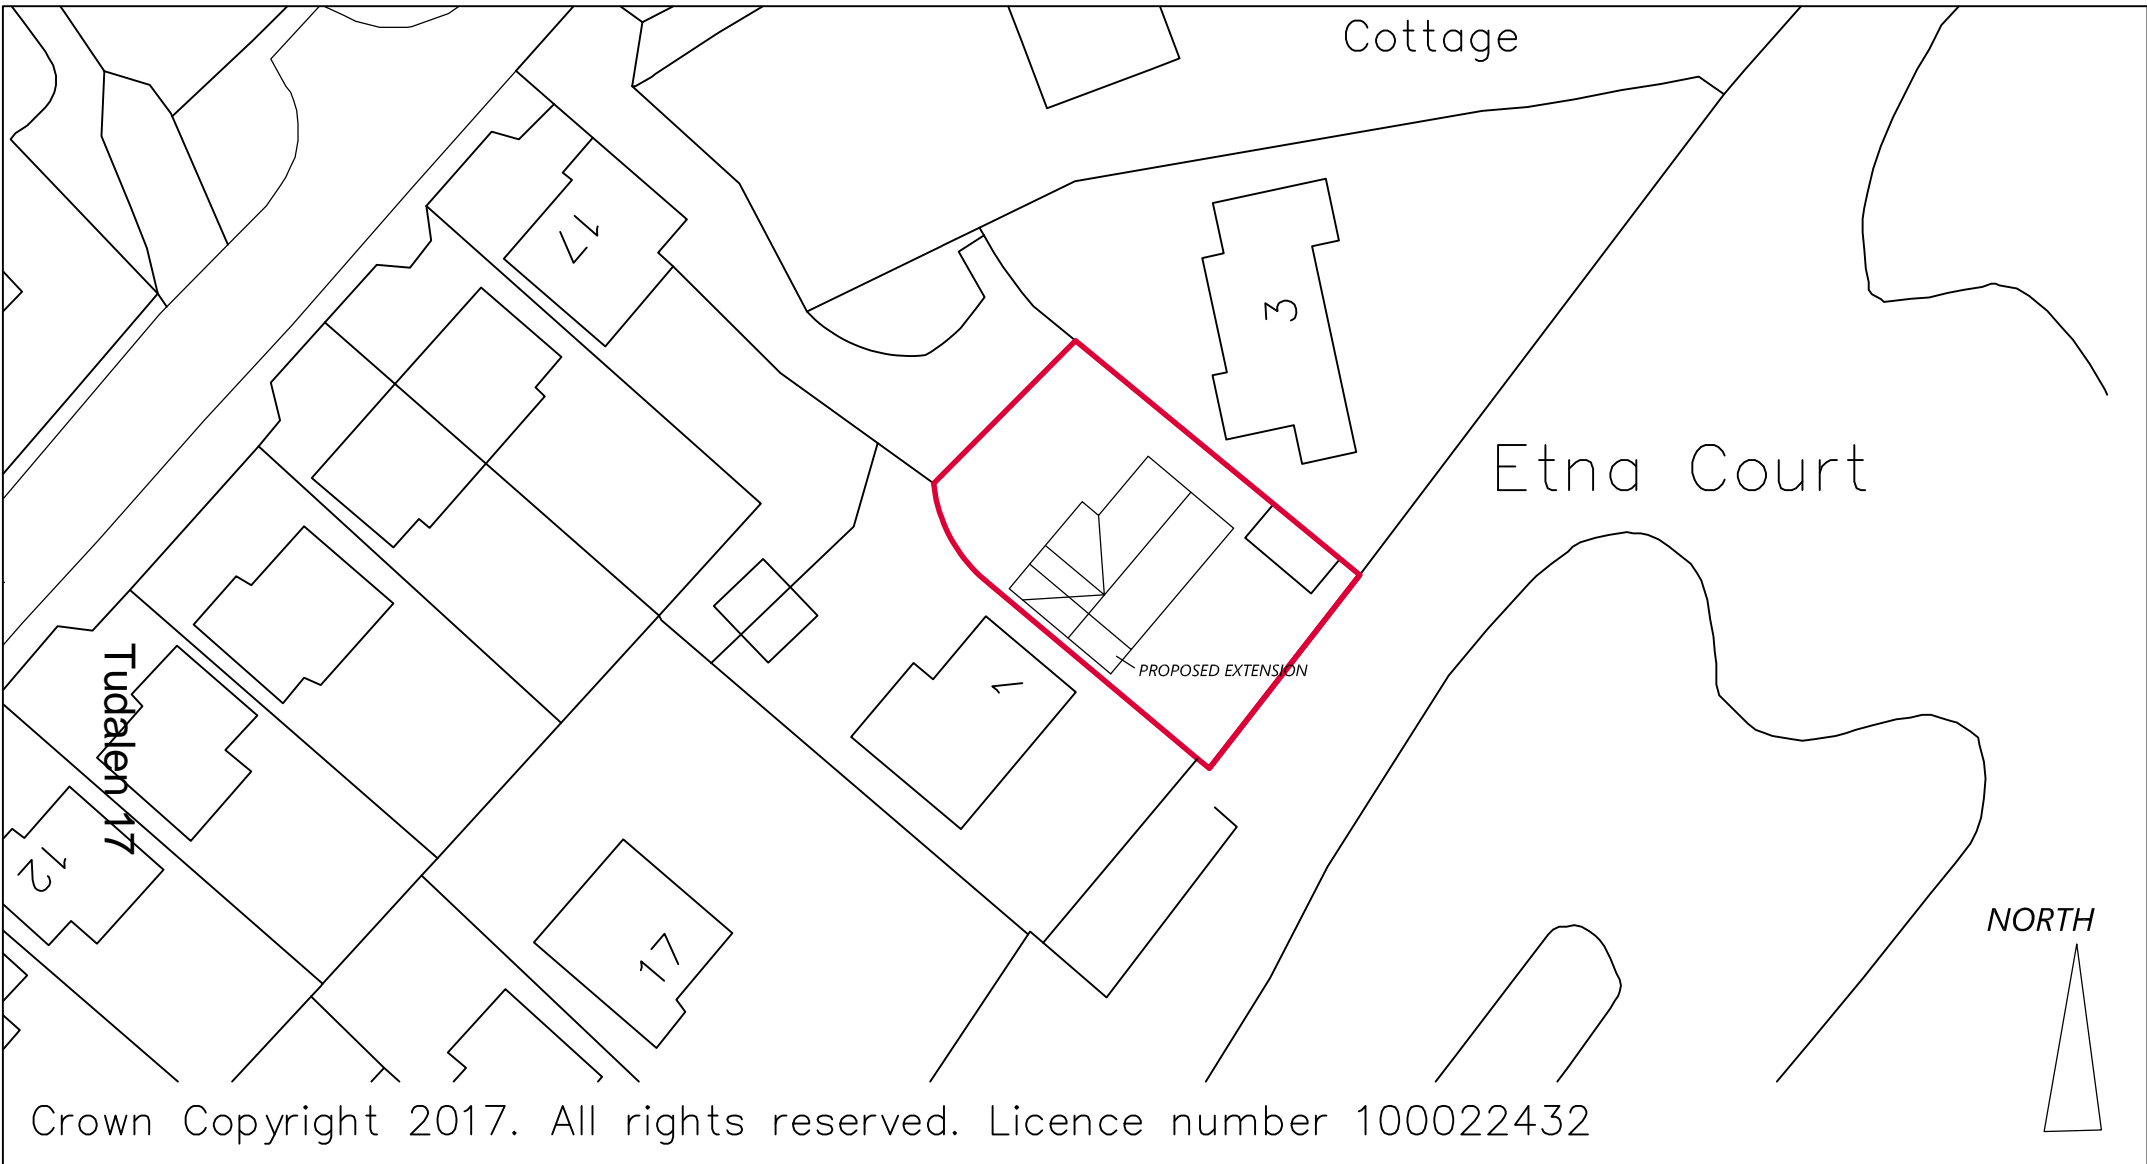 Cottage
17
3
Etna Court
PROPOSED EXTENSION
1
Tudalen 17
12
17
NORTH
Crown Copyright 2017. All rights reserved. Licence number 100022432